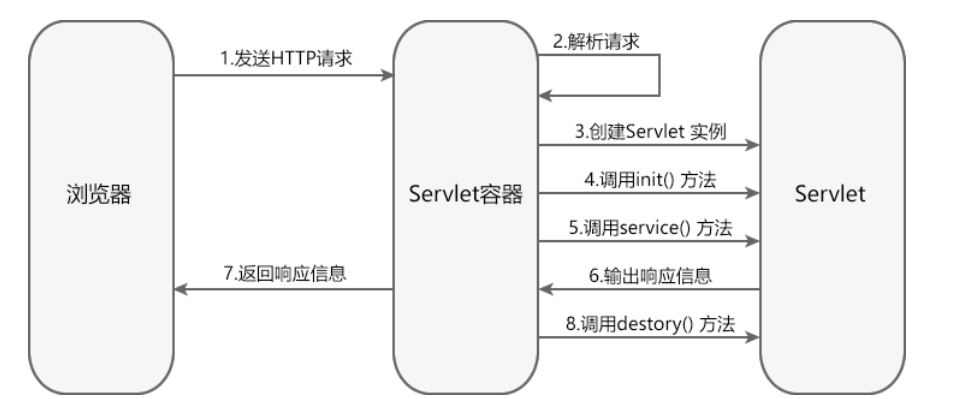 2.解析请求
1.发送HTTP请求
3.创建Servlet 实例
4.调用init() 方法
浏览器
Servlet容器
Servlet
5.调用service() 方法
7.返回响应信息
6.输出响应信息
8.调用destory() 方法